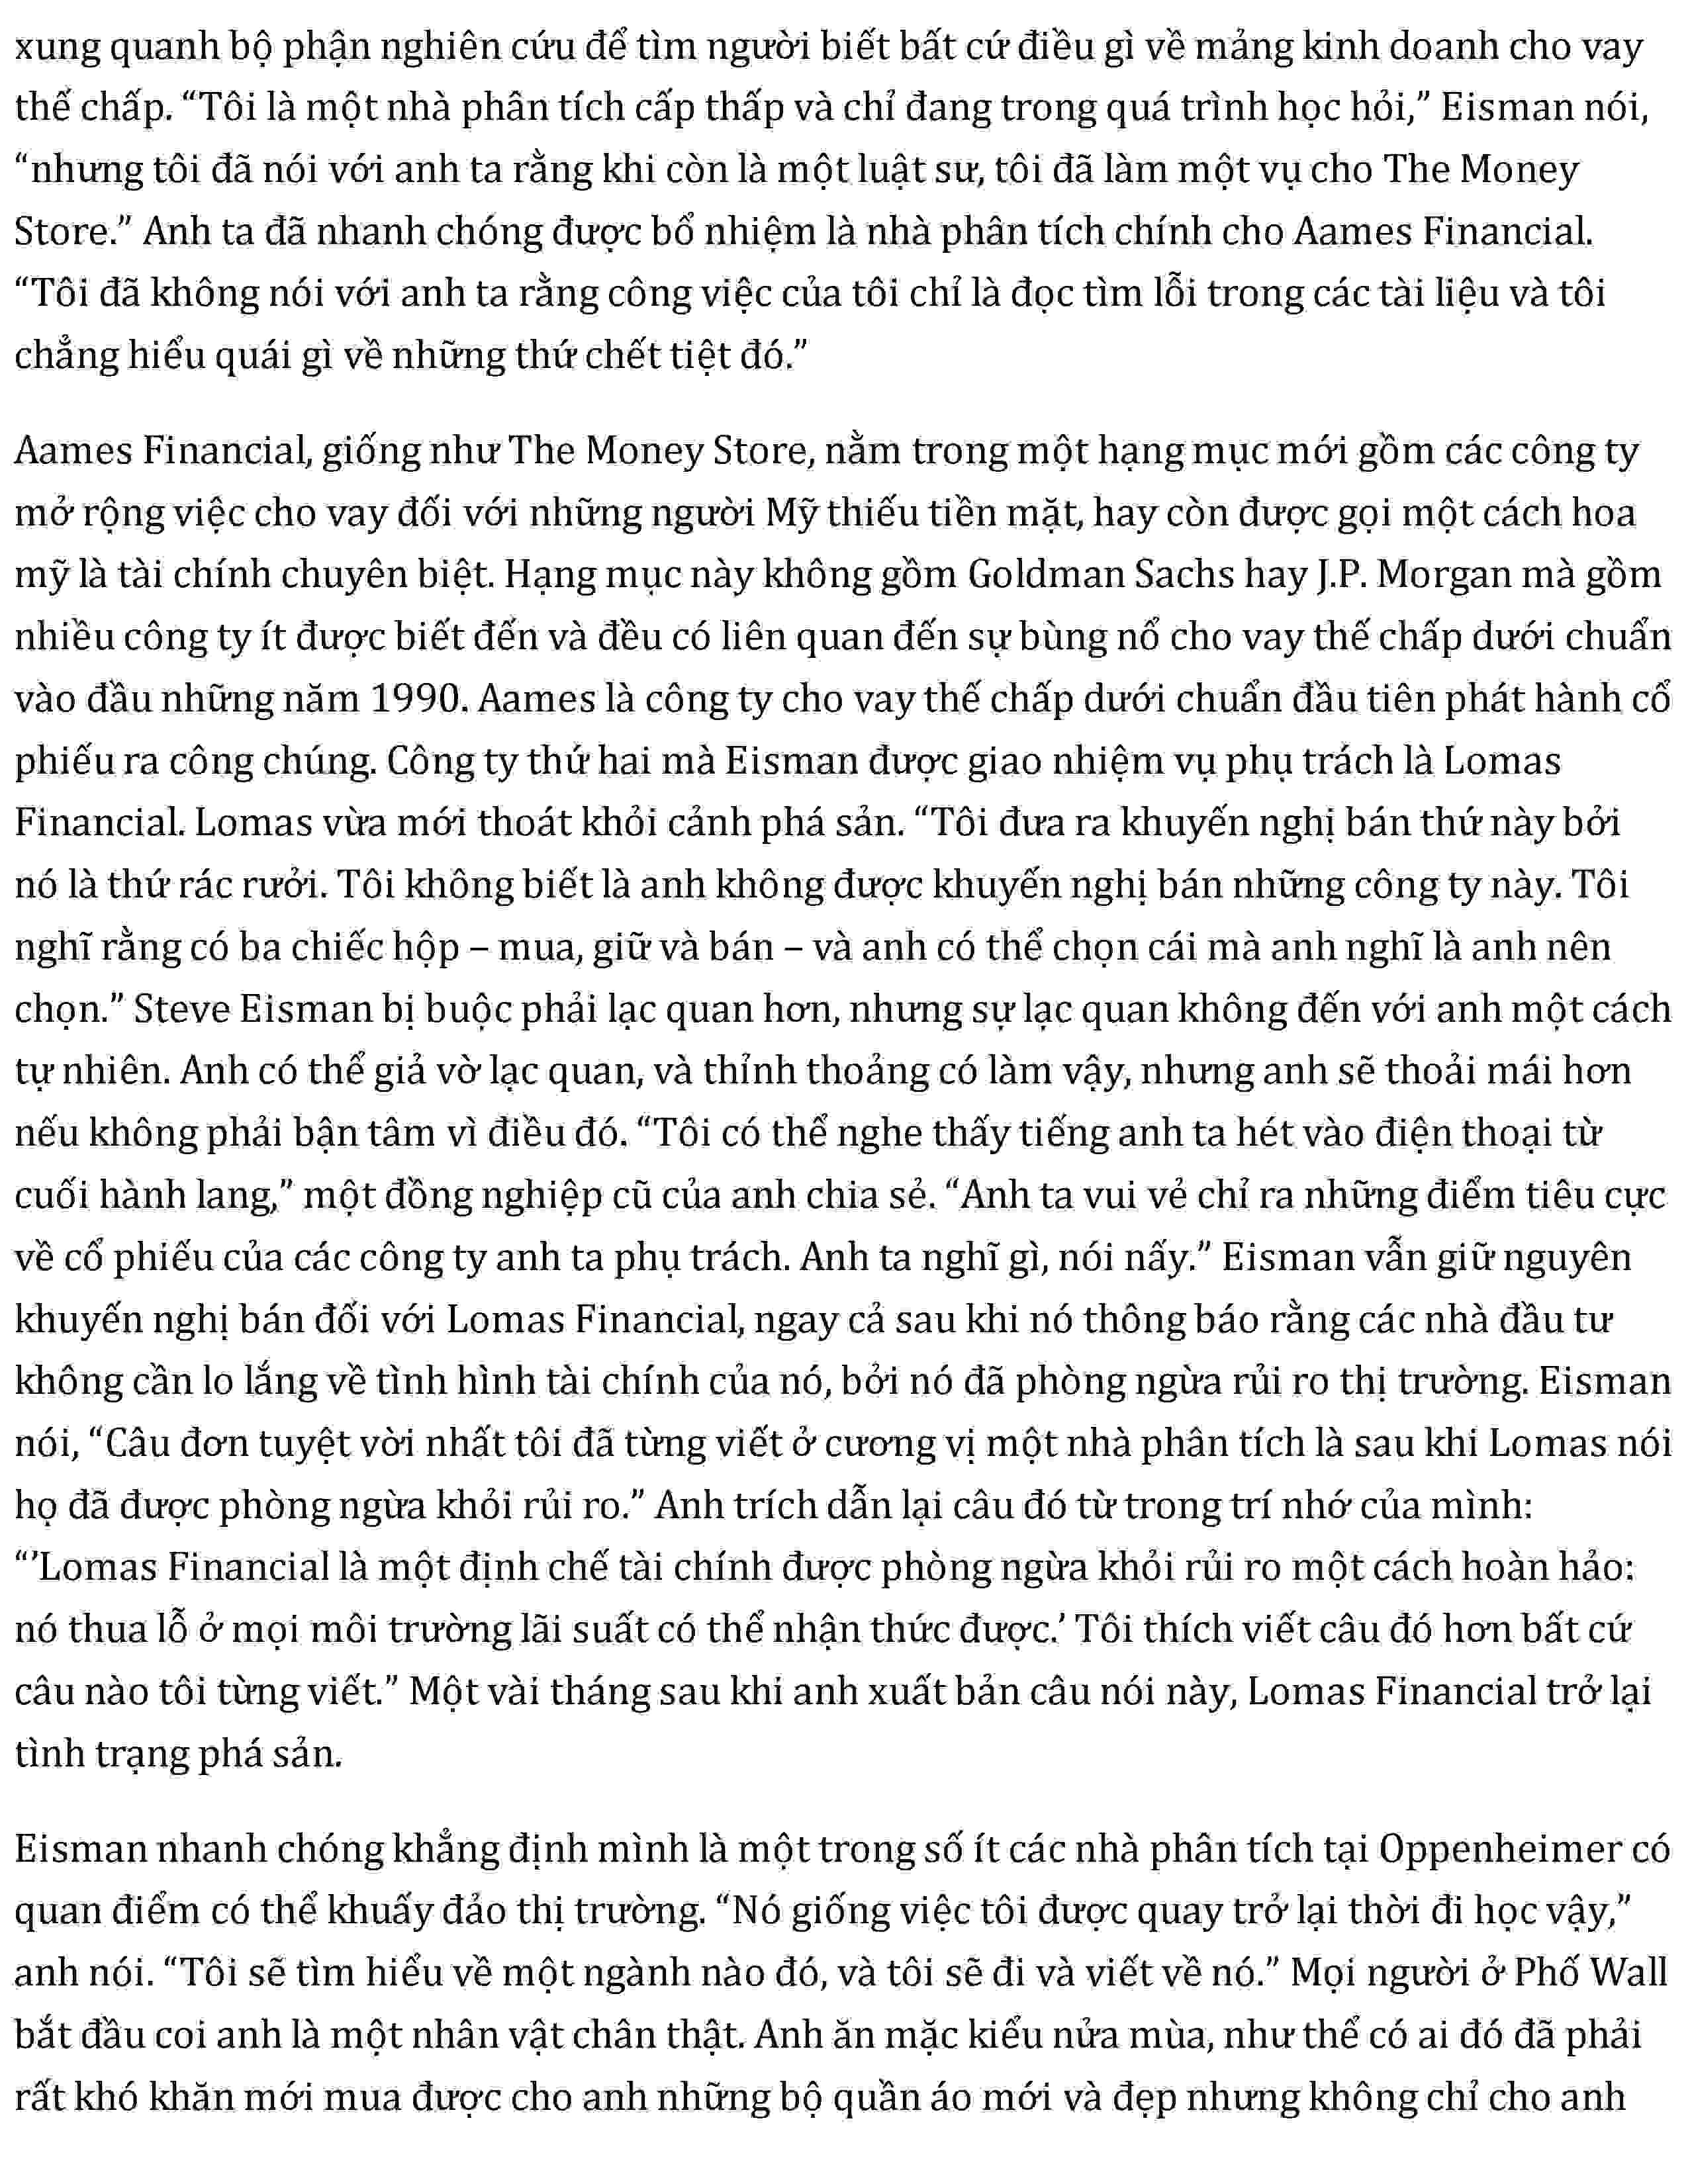 xung quanh bộ phận nghiên cứu để tìm người biết bất cứ điều gì về mảng kinh doanh cho vay
thế chấp. “Tôi là một nhà phân tích cấp thấp và chỉ đang trong quá trình học hỏi,” Eisman nói,
“nhưng tôi đã nói với anh ta rằng khi còn là một luật sư, tôi đã làm một vụ cho The Money
Store.” Anh ta đã nhanh chóng được bổ nhiệm là nhà phân tích chính cho Aames Financial.
“Tôi đã không nói với anh ta rằng công việc của tôi chỉ là đọc tìm lỗi trong các tài liệu và tôi
chẳng hiểu quái gì về những thứ chết tiệt đó.”
Aames Financial, giống như The Money Store, nằm trong một hạng mục mới gồm các công ty
mở rộng việc cho vay đối với những người Mỹ thiếu tiền mặt, hay còn được gọi một cách hoa
mỹ là tài chính chuyên biệt. Hạng mục này không gồm Goldman Sachs hay J.P. Morgan mà gồm
nhiều công ty ít được biết đến và đều có liên quan đến sự bùng nổ cho vay thế chấp dưới chuẩn
vào đầu những năm 1990. Aames là công ty cho vay thế chấp dưới chuẩn đầu tiên phát hành cổ
phiếu ra công chúng. Công ty thứ hai mà Eisman được giao nhiệm vụ phụ trách là Lomas
Financial. Lomas vừa mới thoát khỏi cảnh phá sản. “Tôi đưa ra khuyến nghị bán thứ này bởi
nó là thứ rác rưởi. Tôi không biết là anh không được khuyến nghị bán những công ty này. Tôi
nghĩ rằng có ba chiếc hộp – mua, giữ và bán – và anh có thể chọn cái mà anh nghĩ là anh nên
chọn.” Steve Eisman bị buộc phải lạc quan hơn, nhưng sự lạc quan không đến với anh một cách
tự nhiên. Anh có thể giả vờ lạc quan, và thỉnh thoảng có làm vậy, nhưng anh sẽ thoải mái hơn
nếu không phải bận tâm vì điều đó. “Tôi có thể nghe thấy tiếng anh ta hét vào điện thoại từ
cuối hành lang,” một đồng nghiệp cũ của anh chia sẻ. “Anh ta vui vẻ chỉ ra những điểm tiêu cực
về cổ phiếu của các công ty anh ta phụ trách. Anh ta nghĩ gì, nói nấy.” Eisman vẫn giữ nguyên
khuyến nghị bán đối với Lomas Financial, ngay cả sau khi nó thông báo rằng các nhà đầu tư
không cần lo lắng về tình hình tài chính của nó, bởi nó đã phòng ngừa rủi ro thị trường. Eisman
nói, “Câu đơn tuyệt vời nhất tôi đã từng viết ở cương vị một nhà phân tích là sau khi Lomas nói
họ đã được phòng ngừa khỏi rủi ro.” Anh trích dẫn lại câu đó từ trong trí nhớ của mình:
“’Lomas Financial là một định chế tài chính được phòng ngừa khỏi rủi ro một cách hoàn hảo:
nó thua lỗ ở mọi môi trường lãi suất có thể nhận thức được.’ Tôi thích viết câu đó hơn bất cứ
câu nào tôi từng viết.” Một vài tháng sau khi anh xuất bản câu nói này, Lomas Financial trở lại
tình trạng phá sản.
Eisman nhanh chóng khẳng định mình là một trong số ít các nhà phân tích tại Oppenheimer có
quan điểm có thể khuấy đảo thị trường. “Nó giống việc tôi được quay trở lại thời đi học vậy,”
anh nói. “Tôi sẽ tìm hiểu về một ngành nào đó, và tôi sẽ đi và viết về nó.” Mọi người ở Phố Wall
bắt đầu coi anh là một nhân vật chân thật. Anh ăn mặc kiểu nửa mùa, như thể có ai đó đã phải
rất khó khăn mới mua được cho anh những bộ quần áo mới và đẹp nhưng không chỉ cho anh